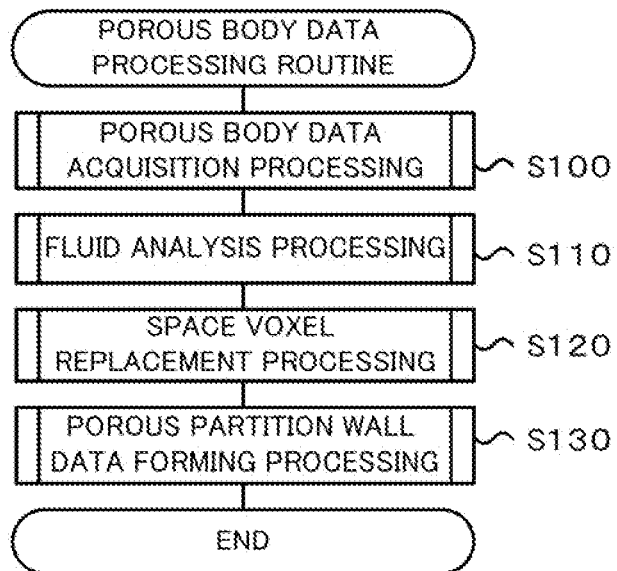 POROUS BODY DATA
PROCESSING ROUTINE
POROUS BODY DATA
ACQUISITION PROCESSING
S100
FLUID ANALYSIS PROCESSING
S110
SPACE VOXEL
REPLACEMENT PROCESSING
S120
POROUS PARTITION WALL
DATA FORMING PROCESSING
S130
END